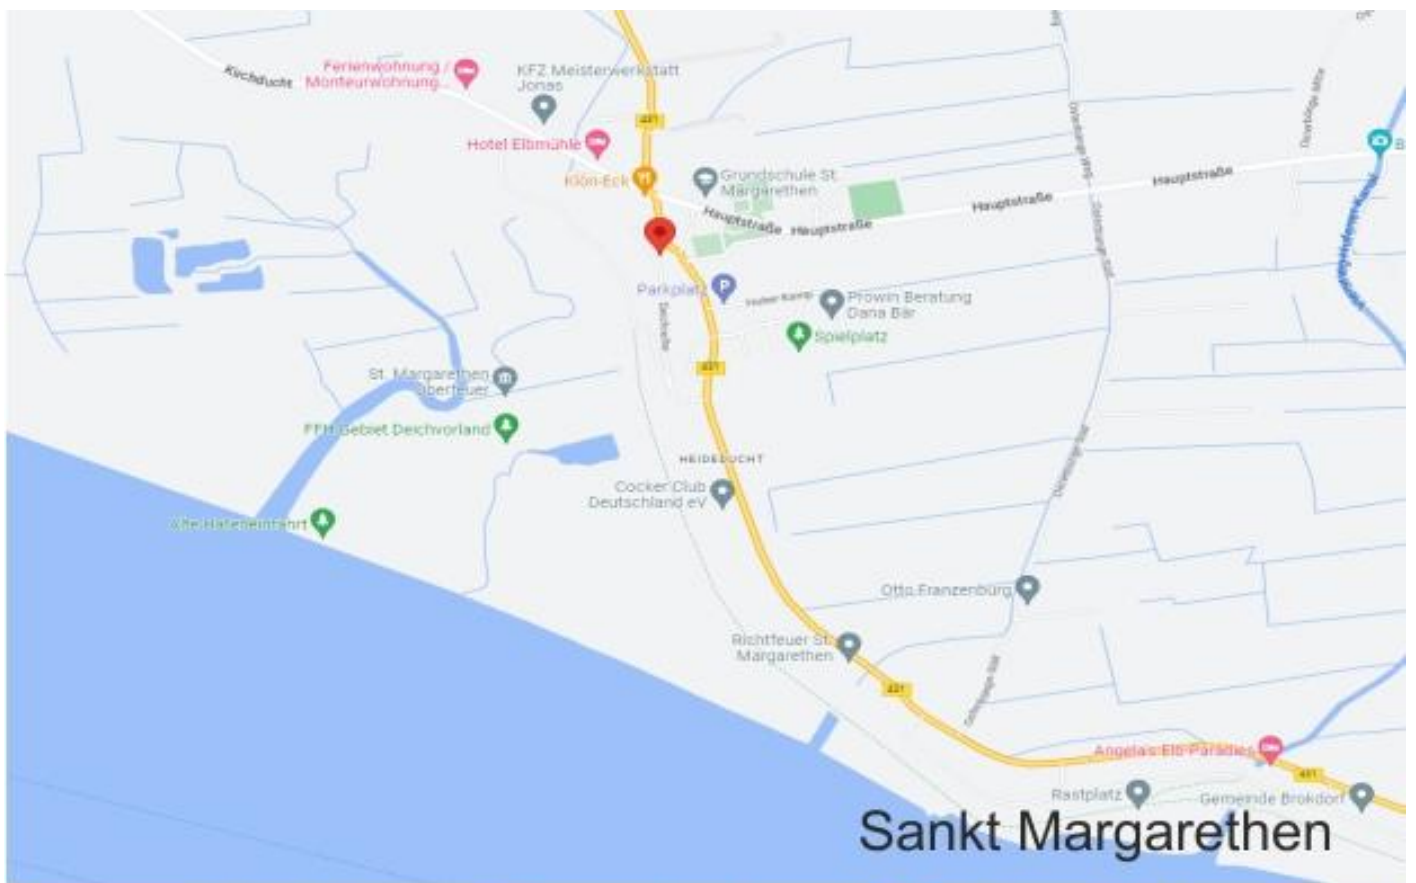 Kuchducht
Ferienwohnung /
Monteurwohnung...
KFZ Meisterwerkstatt
Jonas
431
Hotel Elbmühle
Klön-Eck
Grundschule St.
Margarethen
Hauptstraße
Hauptstraße
Hauptstraße
Hauptstraße
B
Parkplatz
Prowin Beratung
Dana Bär
Spielplatz
431
St. Margarethen
Oberfeuer
FFH Gebiet Deichvorland
HEIDEDUCHT
Cocker Club
Deutschland eV
Alte Hafeneinfahrt
Otto Franzenburg
Richtfeuer St.
Margarethen
431
Angela's Elb-Paradies
431
Rastplatz
Gemeinde Brokdorf
Sankt Margarethen